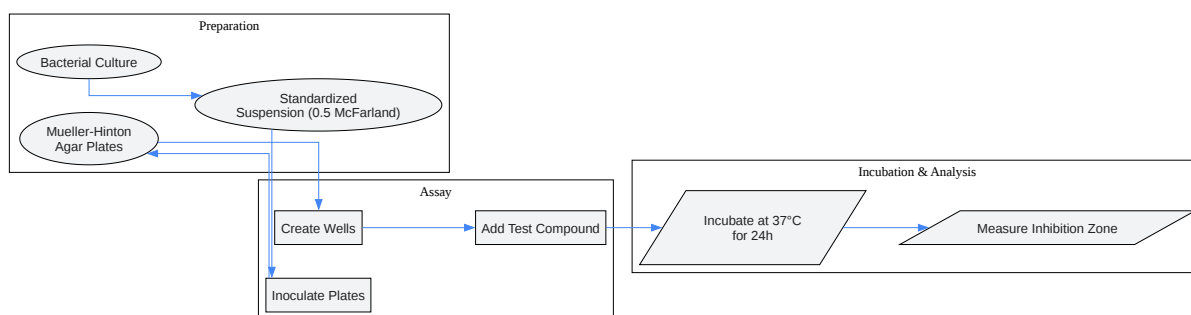 Preparation
Bacterial Culture
Standardized
Suspension (0.5 McFarland)
Mueller-Hinton
Agar Plates
Assay
Create Wells
Add Test Compound
Inoculate Plates
Incubation & Analysis
Incubate at 37°C
for 24h
Measure Inhibition Zone